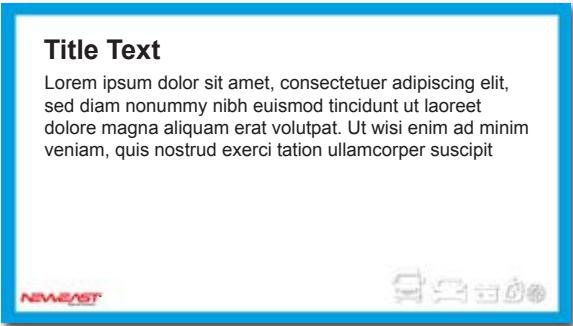 Title Text
Lorem ipsum dolor sit amet, consectetuer adipiscing elit,
sed diam nonummy nibh euismod tincidunt ut laoreet
dolore magna aliquam erat volutpat. Ut wisi enim ad minim
veniam, quis nostrud exerci tation ullamcorper suscipit
NEWEAST